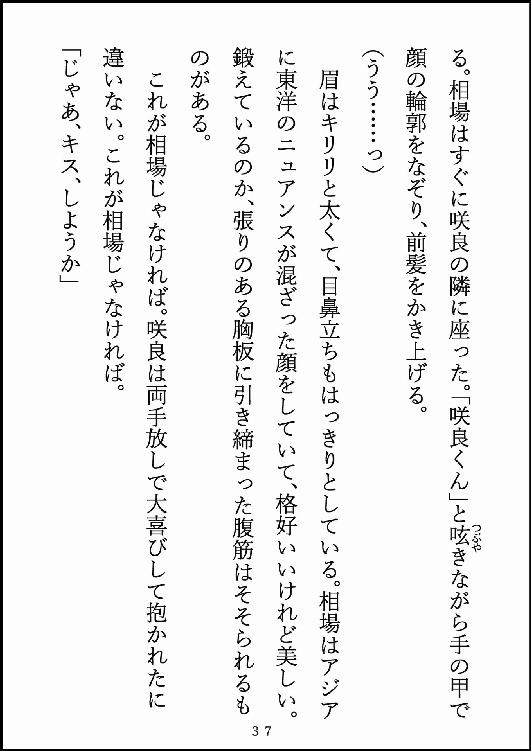 る。相場はすぐに咲良の隣に座った。「咲良くん」と呟きながら手の甲で
つぶや
顔の輪郭をなぞり、前髪をかき上げる。
(うう……っ)
眉はキリリと太くて、目鼻立ちもはっきりとしている。相場はアジア
に東洋のニュアンスが混ざった顔をしていて、格好いいけれど美しい。
鍛えているのか、張りのある胸板に引き締まった腹筋はそそられるも
のがある。
これが相場じゃなければ。咲良は両手放しで大喜びして抱かれたに
違いない。これが相場じゃなければ。
「じゃあ、キス、しようか」
37